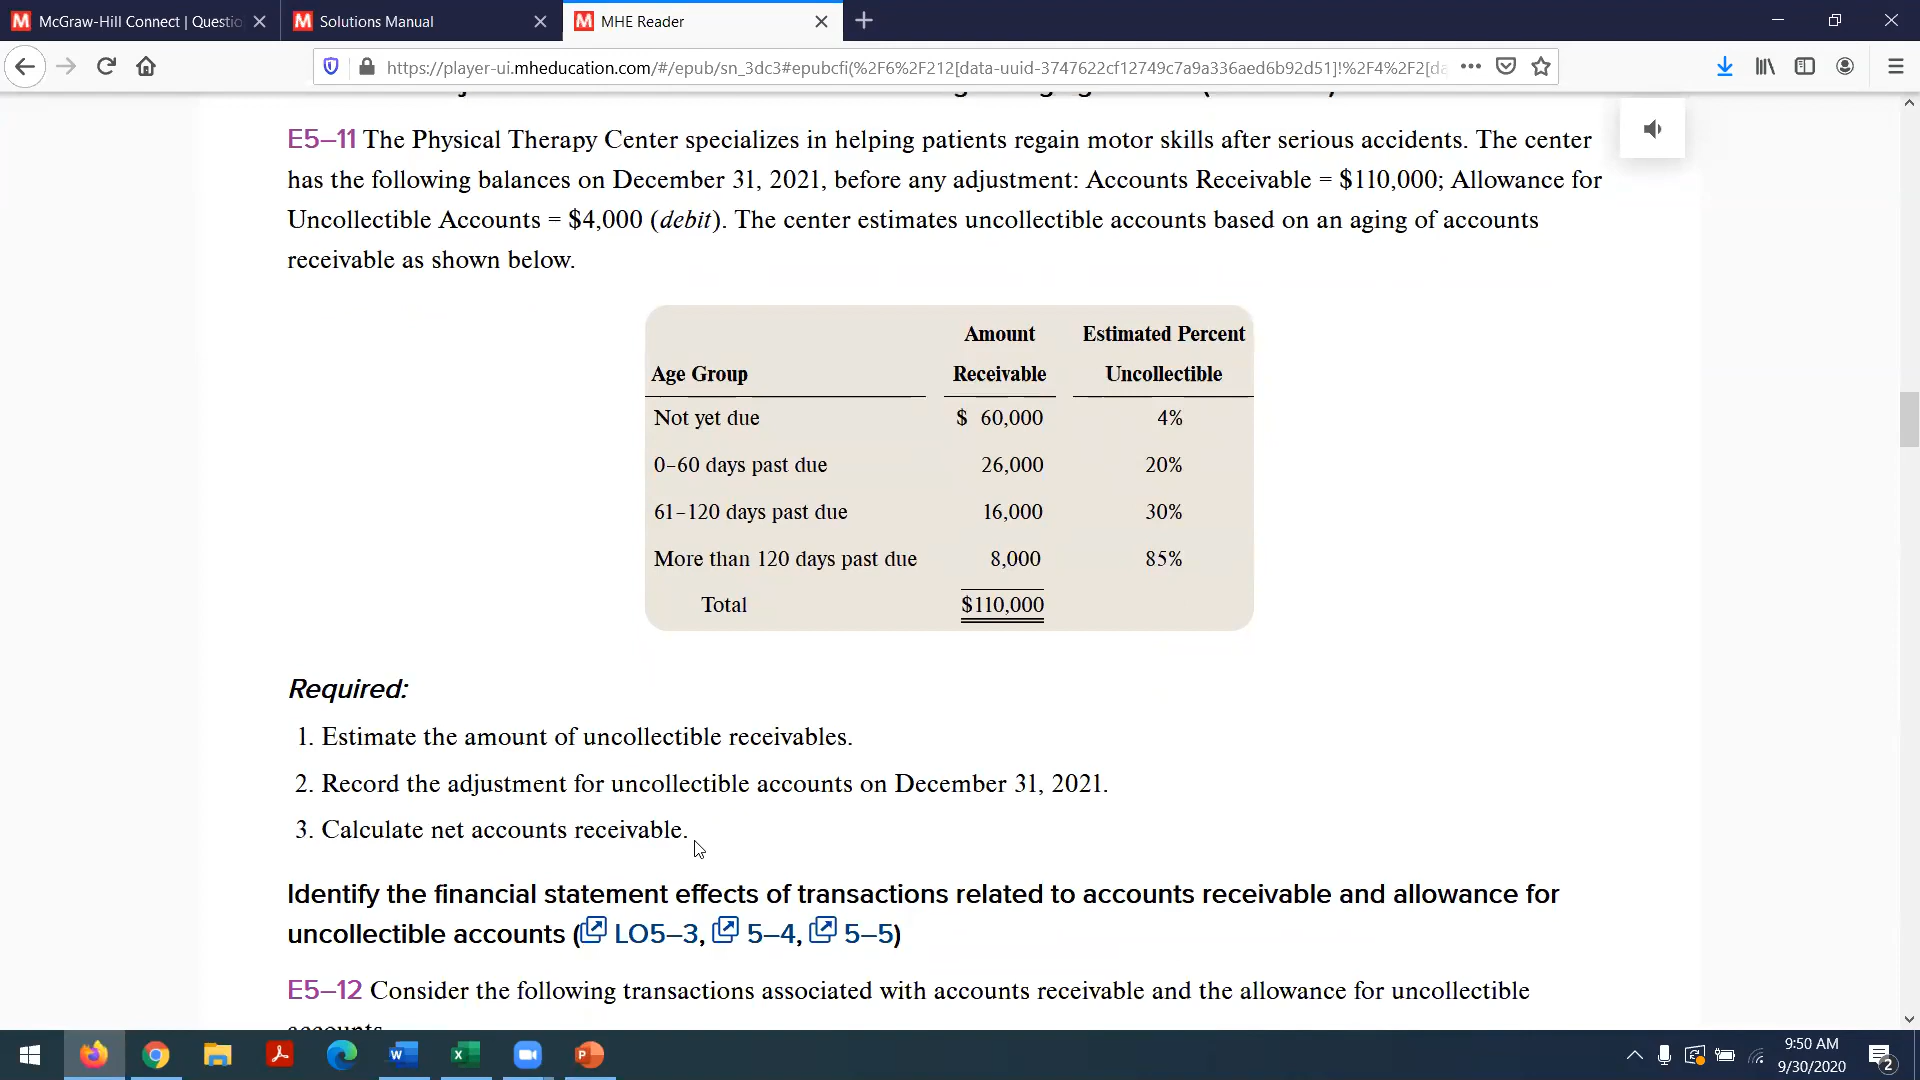 McGraw-Hill Connect | Questio
Solutions Manual
MHE Reader
https://player-ui.mheducation.com/#/epub/sn_3dc3#epubcfi(%2F6%2F212[data-uuid-3747622cf12749c7a9a336aed6b92d51]!%2F4%2F2[da
E5–11 The Physical Therapy Center specializes in helping patients regain motor skills after serious accidents. The center
has the following balances on December 31, 2021, before any adjustment: Accounts Receivable = $110,000; Allowance for
Uncollectible Accounts = $4,000 (debit). The center estimates uncollectible accounts based on an aging of accounts
receivable as shown below.
Amount Estimated Percent
Age Group Receivable Uncollectible
Not yet due $ 60,000 4%
0–60 days past due 26,000 20%
61–120 days past due 16,000 30%
More than 120 days past due 8,000 85%
Total $110,000
Required:
1. Estimate the amount of uncollectible receivables.
2. Record the adjustment for uncollectible accounts on December 31, 2021.
3. Calculate net accounts receivable.
Identify the financial statement effects of transactions related to accounts receivable and allowance for
uncollectible accounts (LO5–3, 5–4, 5–5)
E5–12 Consider the following transactions associated with accounts receivable and the allowance for uncollectible
accounts.
9:50 AM
9/30/2020
2